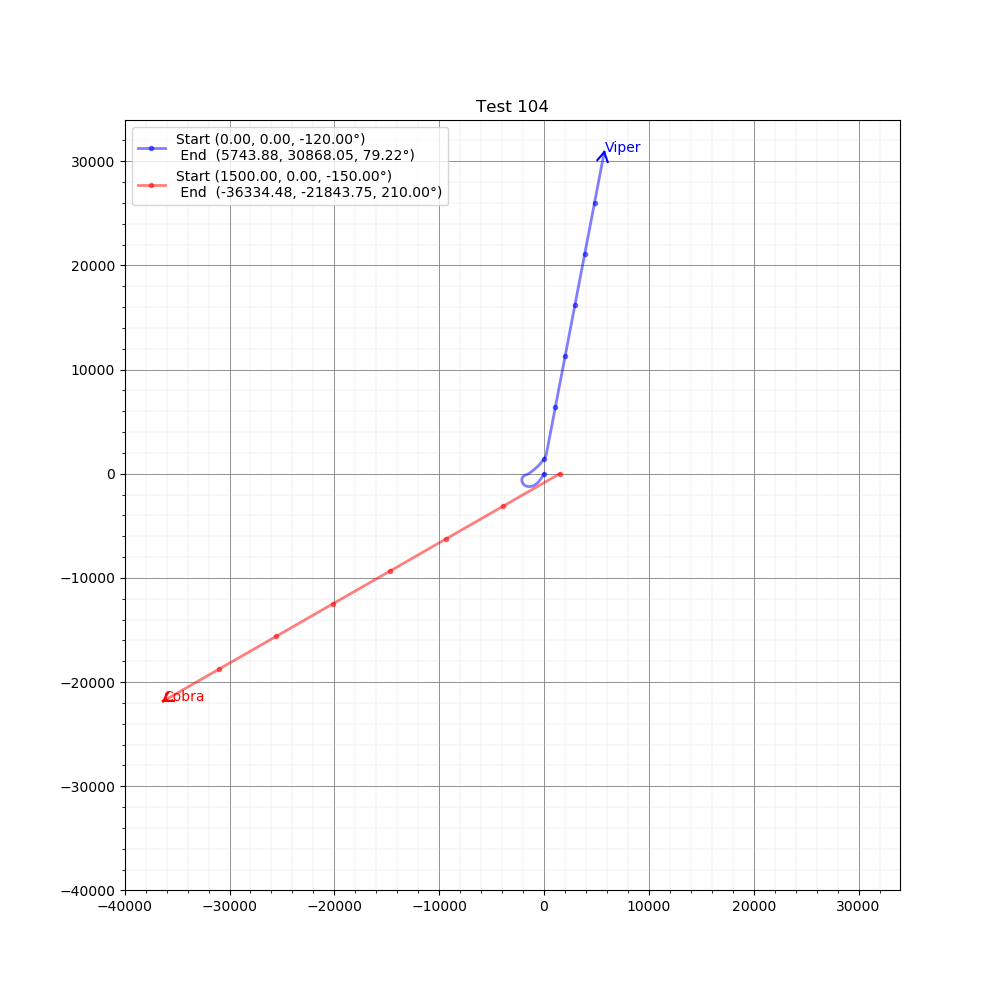 Test 104
Start (0.00, 0.00, -120.00°)
End (5743.88, 30868.05, 79.22°)
Start (1500.00, 0.00, -150.00°)
End (-36334.48, -21843.75, 210.00°)
Viper
Cobra
30000
20000
10000
0
−10000
−20000
−30000
−40000
−40000 −30000 −20000 −10000 0 10000 20000 30000